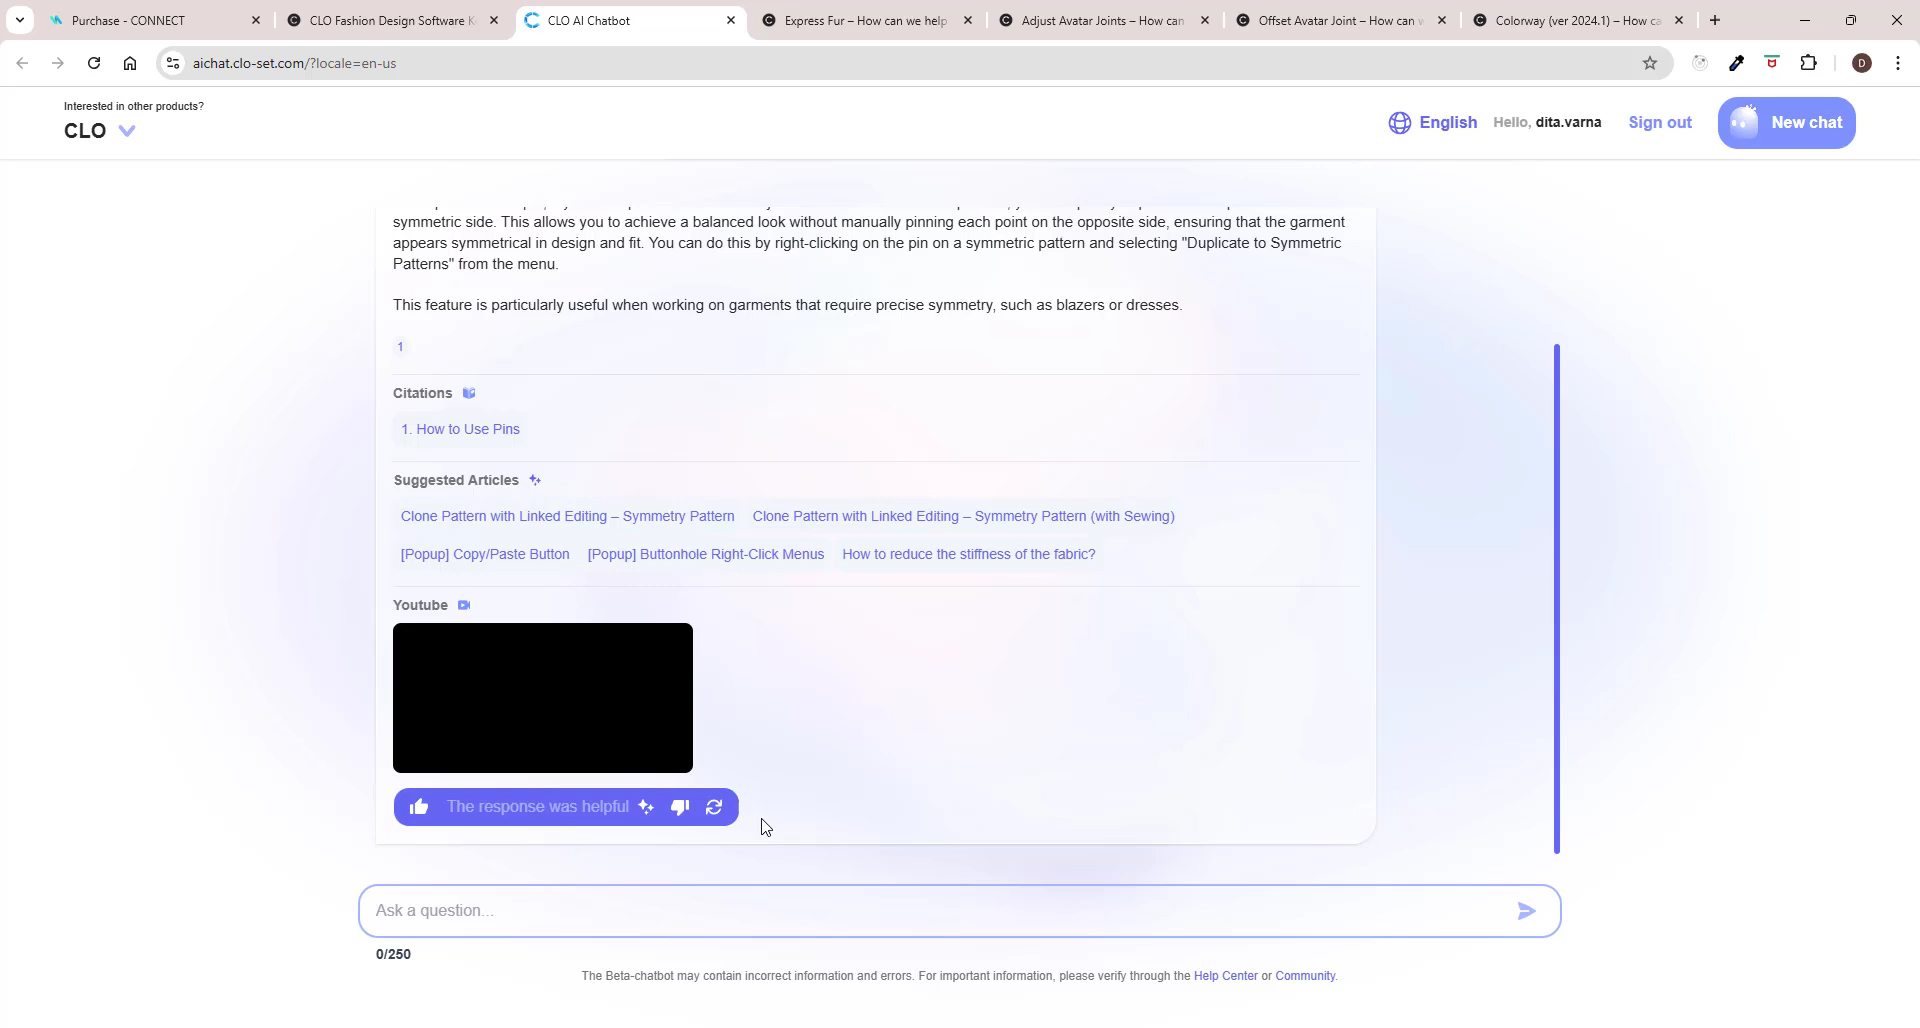 Purchase - CONNECT
CLO Fashion Design Software K
CLO AI Chatbot
Express Fur – How can we help
Adjust Avatar Joints – How can
Offset Avatar Joint – How can
Colorway (ver 2024.1) – How ca
aichat.clo-set.com/?locale=en-us
D
Interested in other products?
CLO
English
Hello, dita.varna
Sign out
New chat
symmetric side. This allows you to achieve a balanced look without manually pinning each point on the opposite side, ensuring that the garment
appears symmetrical in design and fit. You can do this by right-clicking on the pin on a symmetric pattern and selecting "Duplicate to Symmetric
Patterns" from the menu.
This feature is particularly useful when working on garments that require precise symmetry, such as blazers or dresses.
1
Citations
1. How to Use Pins
Suggested Articles
Clone Pattern with Linked Editing – Symmetry Pattern Clone Pattern with Linked Editing – Symmetry Pattern (with Sewing)
[Popup] Copy/Paste Button [Popup] Buttonhole Right-Click Menus How to reduce the stiffness of the fabric?
Youtube
The response was helpful
Ask a question...
0/250
The Beta-chatbot may contain incorrect information and errors. For important information, please verify through the Help Center or Community.